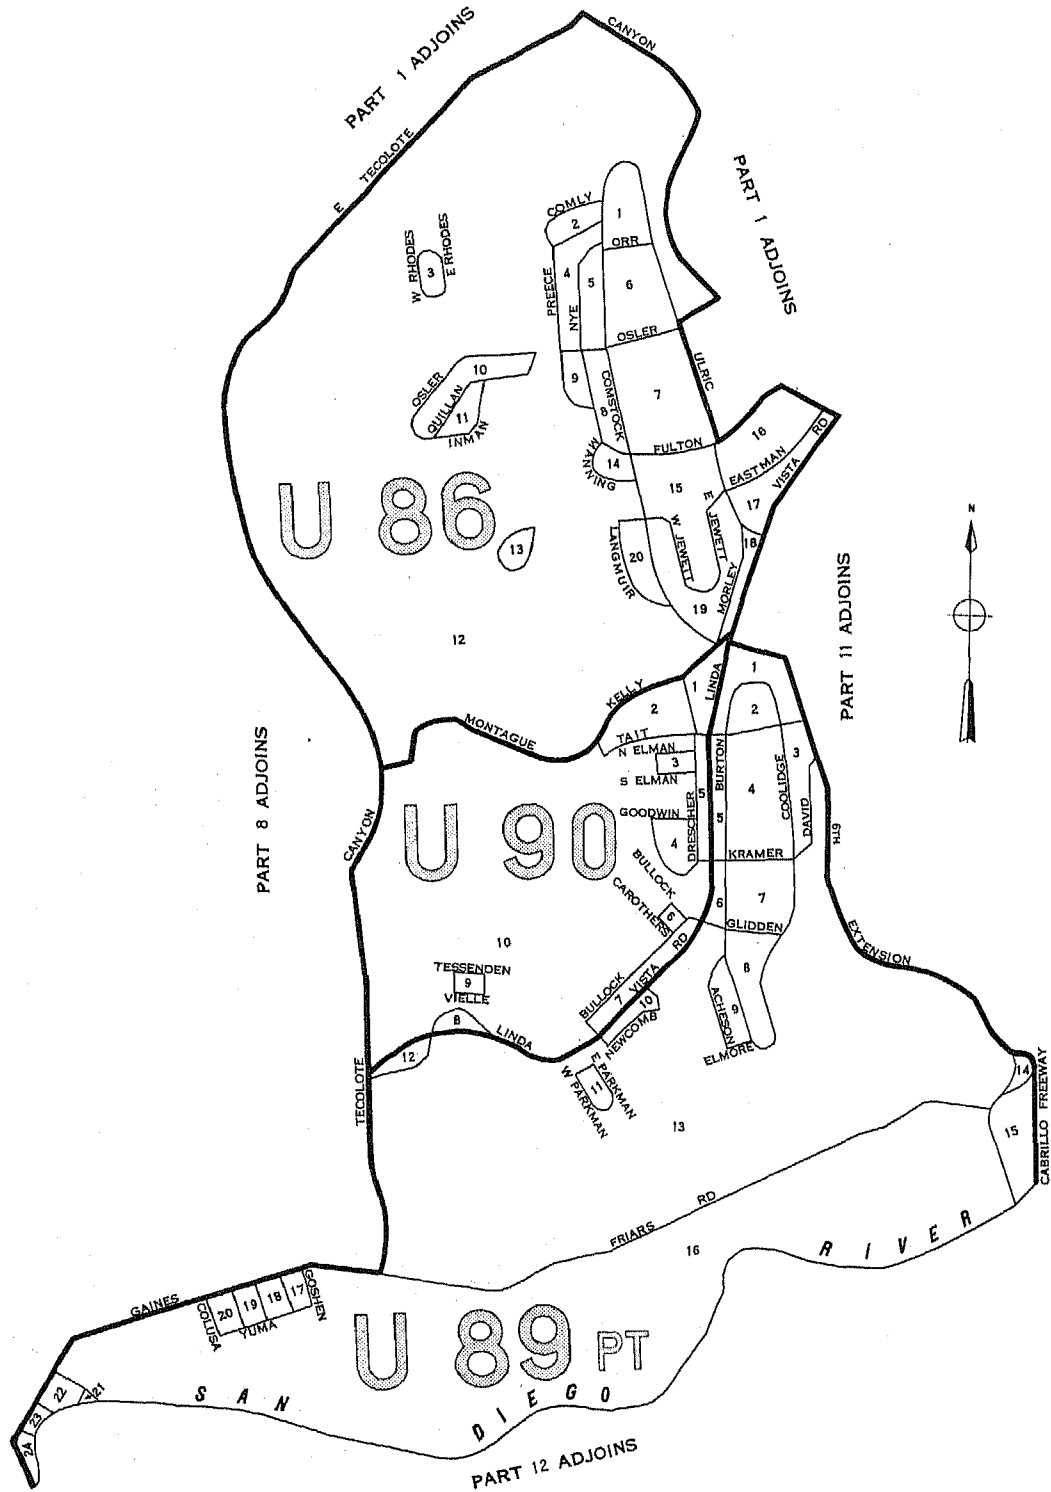 PART 1 ADJOINS
CANYON
E TECOLOTE
PART 1 ADJOINS
COMLY
2
1
ORR
W RHODES
3
E RHODES
PREECE
4
NYE
5
6
OSLER
ULRIC
OSLER
10
QUILLAN
11
INMAN
9
COMSTOCK
8
7
FULTON
16
MANNING
14
15
EASTMAN
RD
VISTA
17
18
U 86
13
W JEWETT
E JEWETT
LANGMUIR
20
19
MORLEY
12
N
PART 11 ADJOINS
KELLY
1
LINDA
1
2
2
MONTAGUE
TAIT
N ELMAN
3
S ELMAN
BURTON
COOLIDGE
3
4
5
5
GOODWIN
4
DRESCHER
DAVID
6TH
KRAMER
PART 8 ADJOINS
CANYON
U 90
BULLOCK
CAROTHERS
6
6
7
GLIDDEN
RD
EXTENSION
10
TESSENDEN
9
VIELLE
8
LINDA
BULLOCK
7
VISTA
10
NEWCOMB
8
ACHESON
9
ELMORE
12
TECOLOTE
E PARKMAN
11
W PARKMAN
13
14
15
CABRILLO FREEWAY
FRIARS RD
16
RIVER
GAINES
COLUSA
20
19
18
17
GOSHEN
YUMA
U 89 PT
22
21
23
24
SAN DIEGO
PART 12 ADJOINS